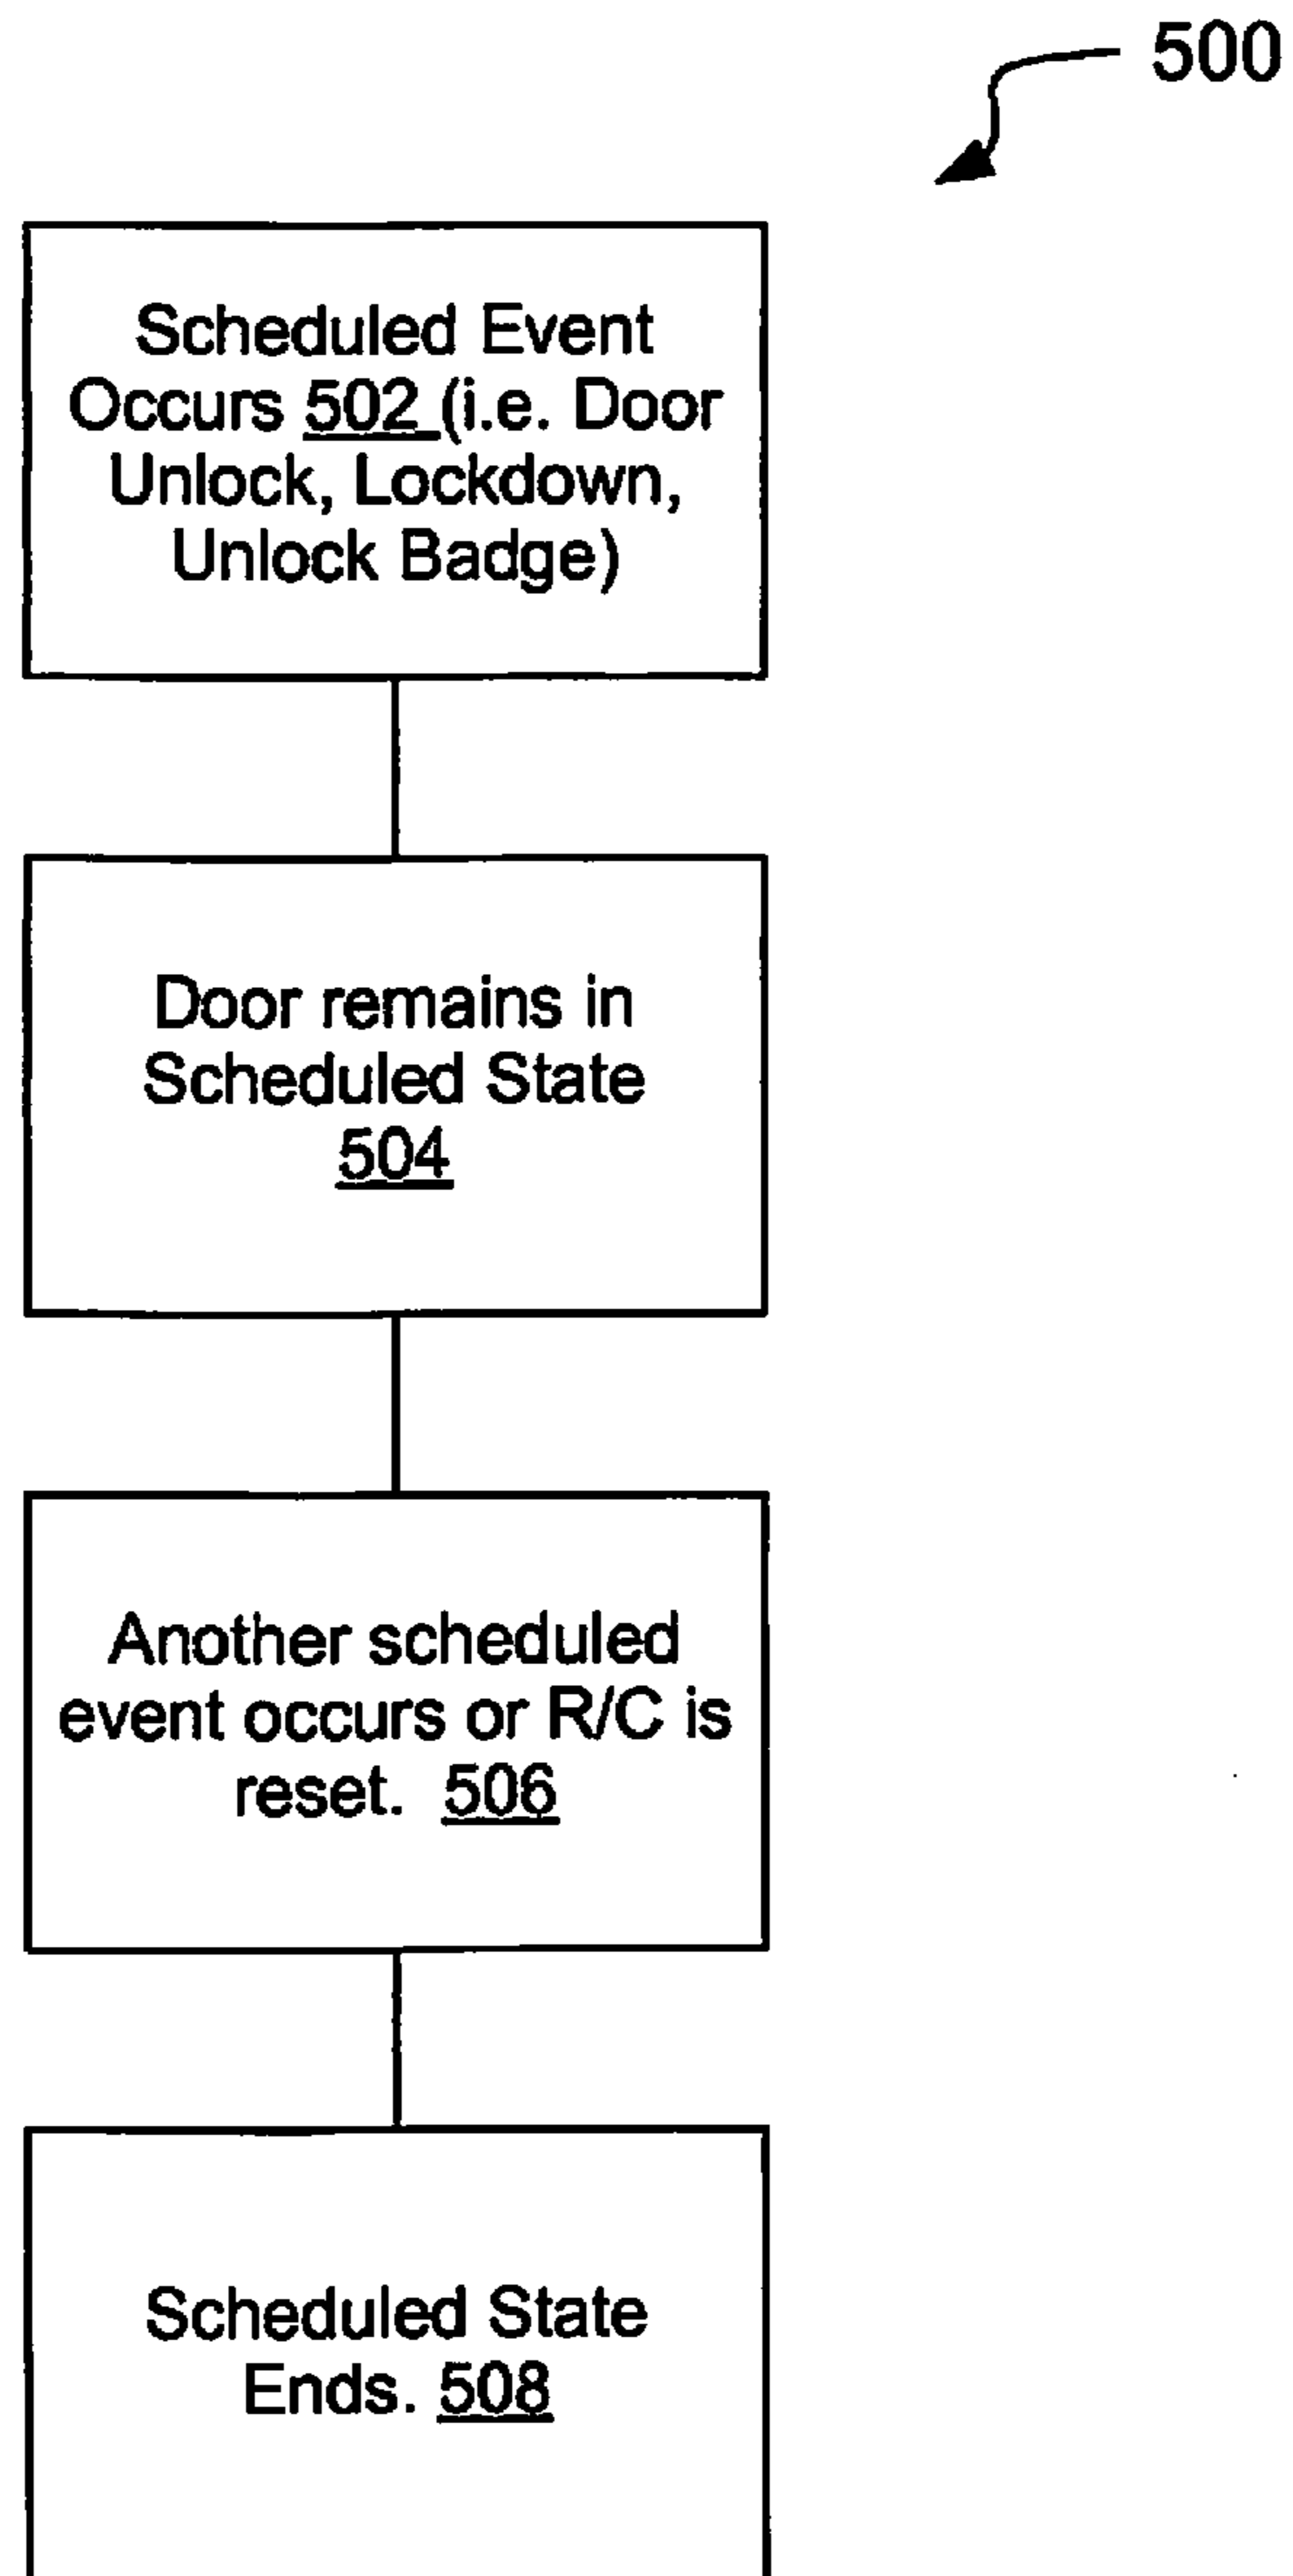 500
Scheduled Event
Occurs 502 (i.e. Door
Unlock, Lockdown,
Unlock Badge)
Door remains in
Scheduled State
504
Another scheduled
event occurs or R/C is
reset. 506
Scheduled State
Ends. 508